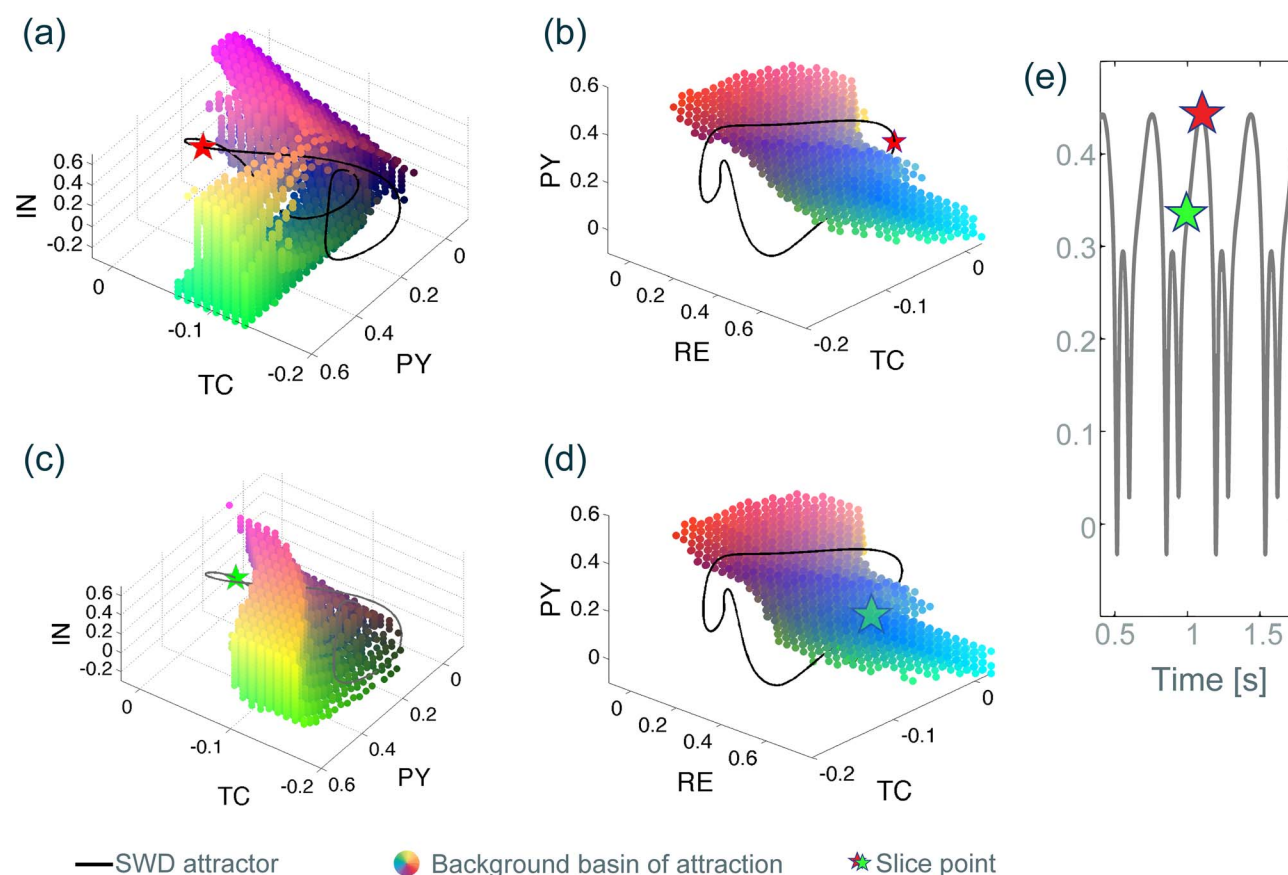 (a)
0.6
0.4
0.2
0
-0.2
IN
0
-0.1
-0.2
TC
0.6
0.4
0.2
0
PY
(b)
0.6
0.4
0.2
0
PY
0
0.2
0.4
0.6
RE
-0.2
-0.1
0
TC
(c)
0.6
0.4
0.2
0
-0.2
IN
0
-0.1
-0.2
TC
0.6
0.4
0.2
0
PY
(d)
0.6
0.4
0.2
0
PY
0
0.2
0.4
0.6
RE
-0.2
-0.1
0
TC
(e)
0.4
0.3
0.2
0.1
0
0.5 1 1.5
Time [s]
SWD attractor Background basin of attraction Slice point